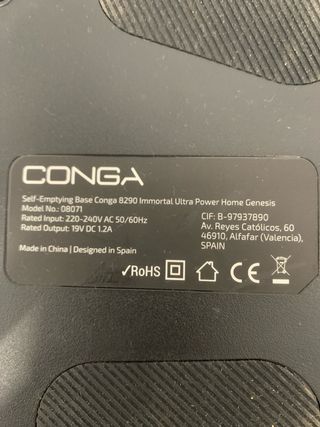 CONGA
Self-Emptying Base Conga 8290 Immortal Ultra Power Home Genesis
Model No.: 08071
Rated Input: 220-240V AC 50/60Hz
Rated Output: 19V DC 1.2A
CIF: B-97937890
Av. Reyes Católicos, 60
46910, Alfafar (Valencia),
SPAIN
Made in China | Designed in Spain
✓RoHS CE